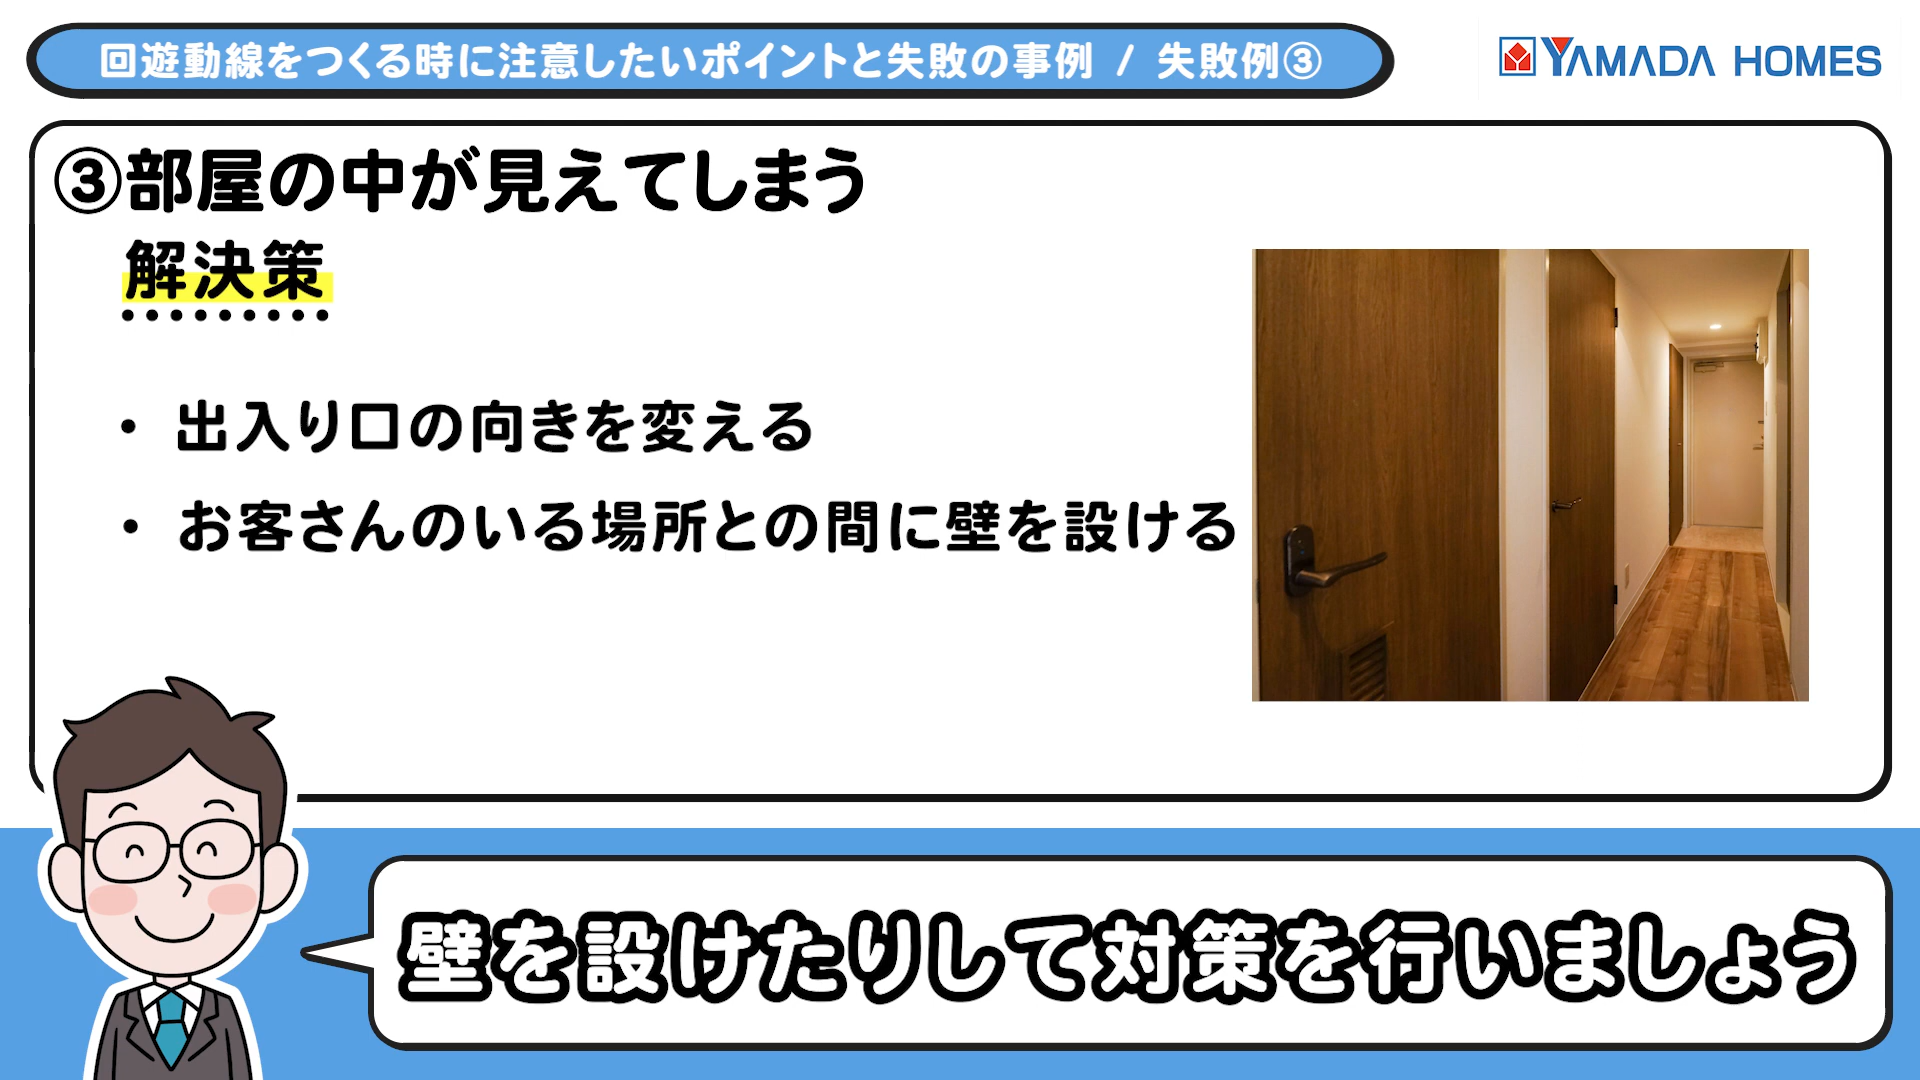 回遊動線をつくる時に注意したいポイントと失敗の事例 / 失敗例③
YAMADA HOMES
③部屋の中が見えてしまう
解決策
・ 出入り口の向きを変える
・ お客さんのいる場所との間に壁を設ける
壁を設けたりして対策を行いましょう